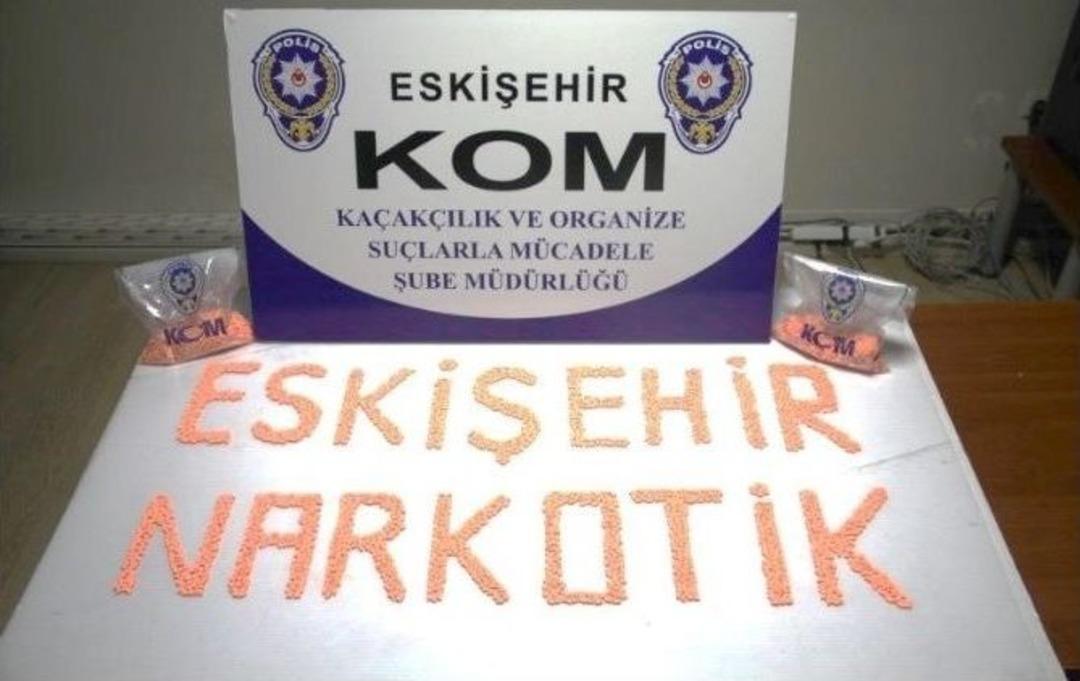 POLİS POLİS
ESKİŞEHİR
KOM
KAÇAKÇILIK VE ORGANİZE
SUÇLARLA MÜCADELE
ŞUBE MÜDÜRLÜĞÜ
KOM KOM
ESKİŞEHİR
NARKOTİK